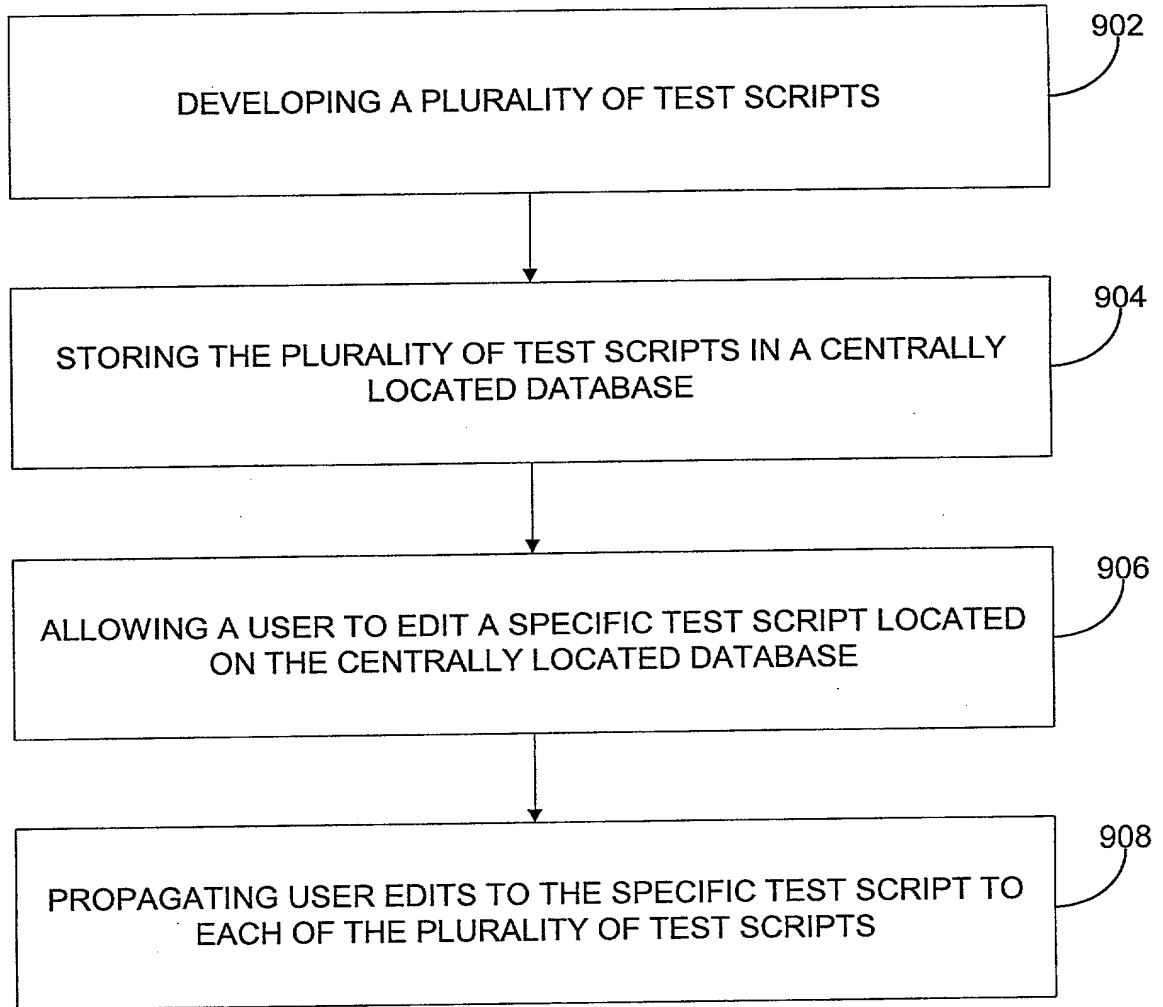 902
DEVELOPING A PLURALITY OF TEST SCRIPTS
904
STORING THE PLURALITY OF TEST SCRIPTS IN A CENTRALLY
LOCATED DATABASE
906
ALLOWING A USER TO EDIT A SPECIFIC TEST SCRIPT LOCATED
ON THE CENTRALLY LOCATED DATABASE
908
PROPAGATING USER EDITS TO THE SPECIFIC TEST SCRIPT TO
EACH OF THE PLURALITY OF TEST SCRIPTS